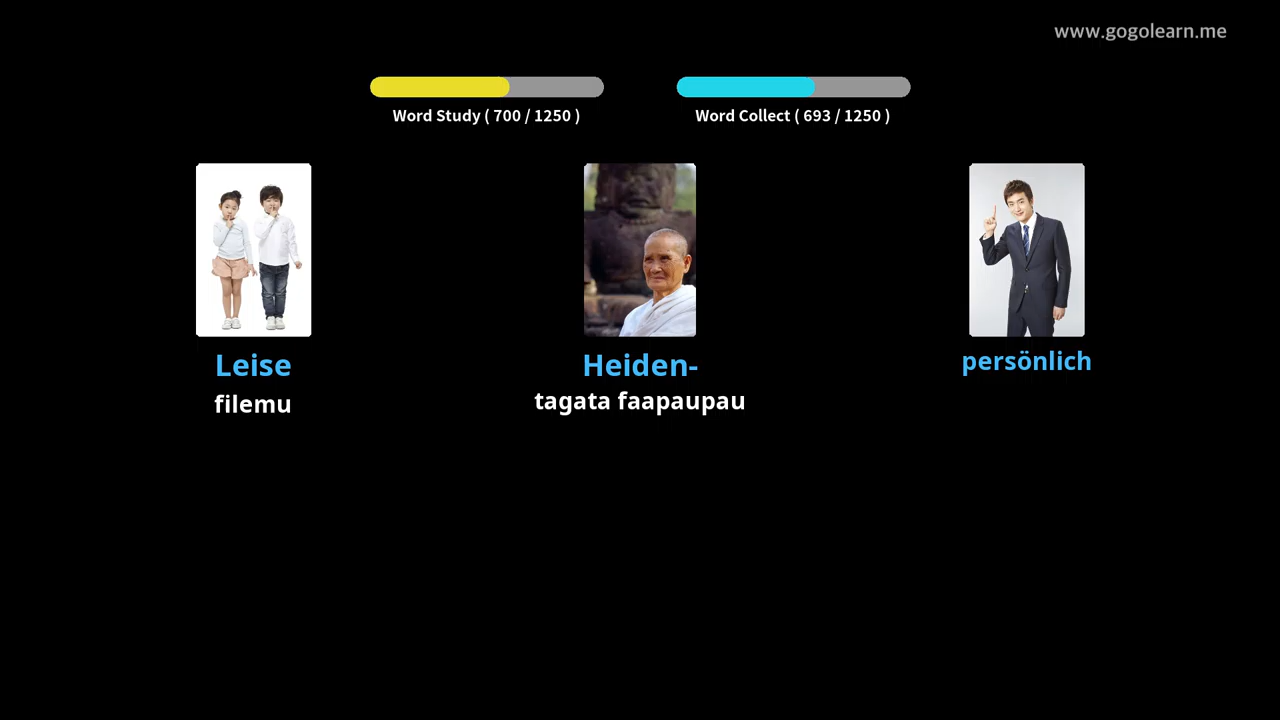 www.gogolearn.me
Word Study ( 700 / 1250 )
Word Collect ( 693 / 1250 )
Leise
filemu
Heiden-
tagata faapaupau
persönlich